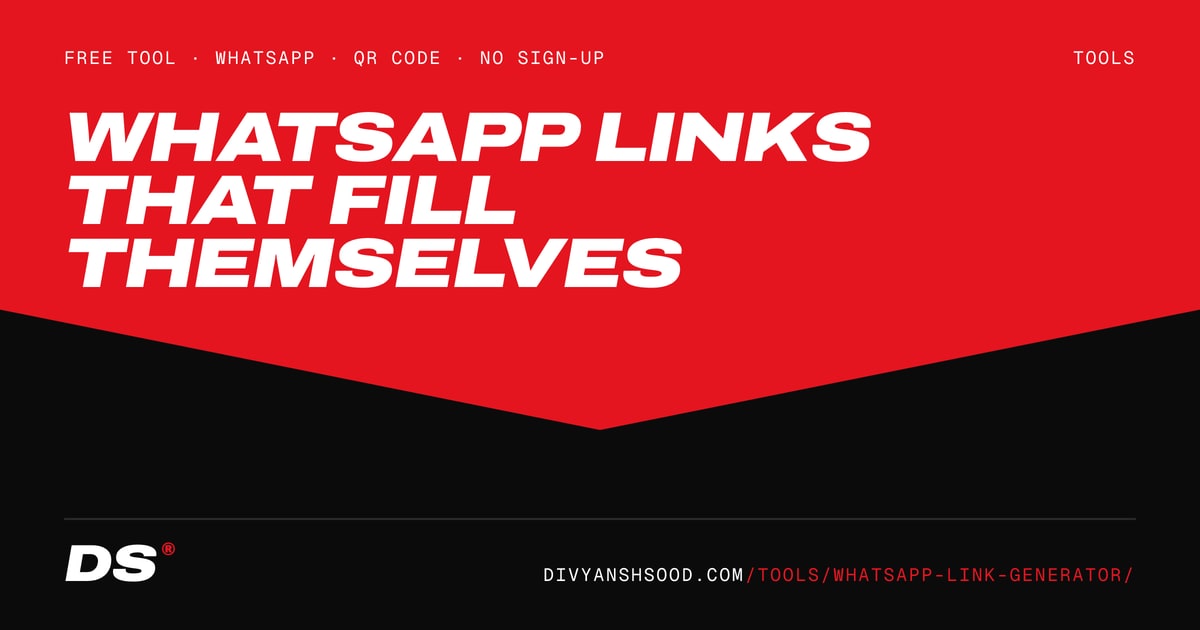 FREE TOOL · WHATSAPP · QR CODE · NO SIGN-UP
TOOLS
WHATSAPP LINKS
THAT FILL
THEMSELVES
DS®
DIVYANSHSOOD.COM/TOOLS/WHATSAPP-LINK-GENERATOR/